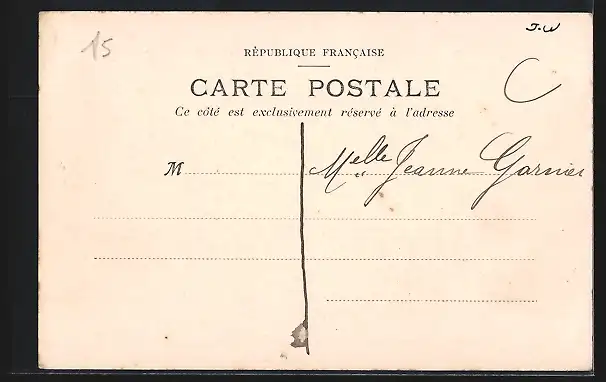 15
J-W
RÉPUBLIQUE FRANÇAISE
C
CARTE POSTALE
Ce côté est exclusivement réservé à l'adresse
M
Melle Jeanne Garnier